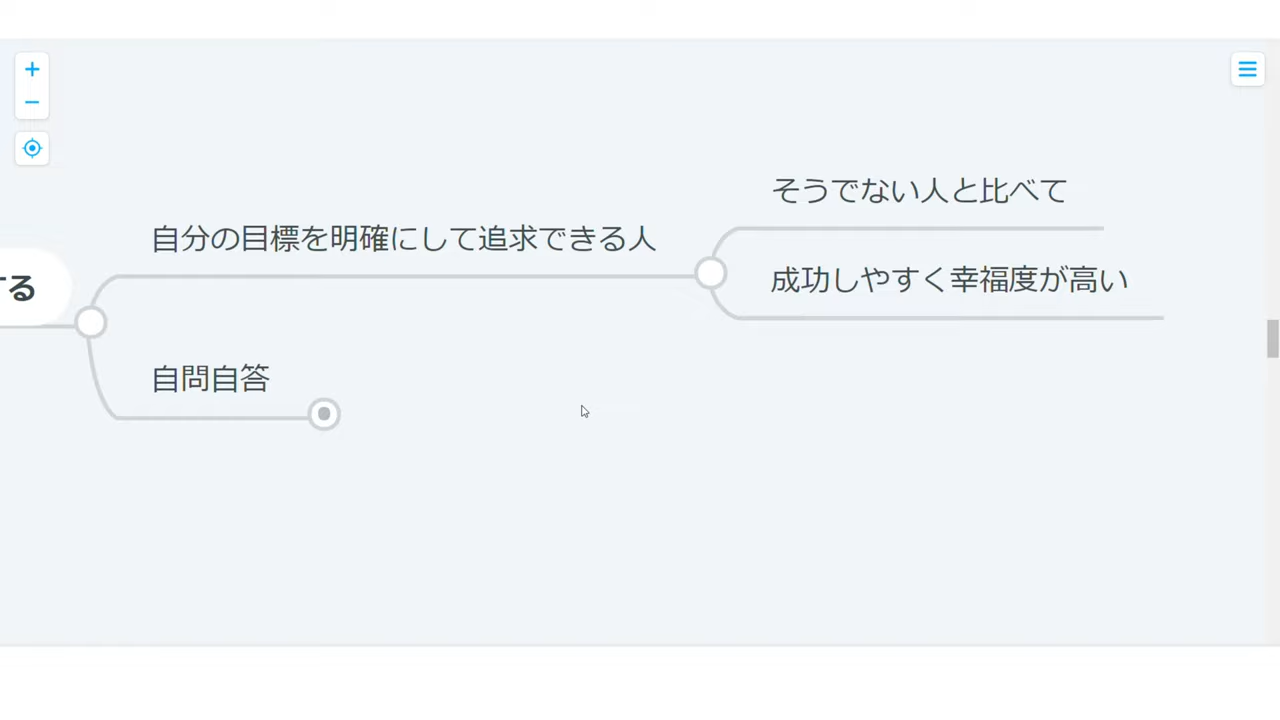 する
自分の目標を明確にして追求できる人
そうでない人と比べて
成功しやすく幸福度が高い
自問自答